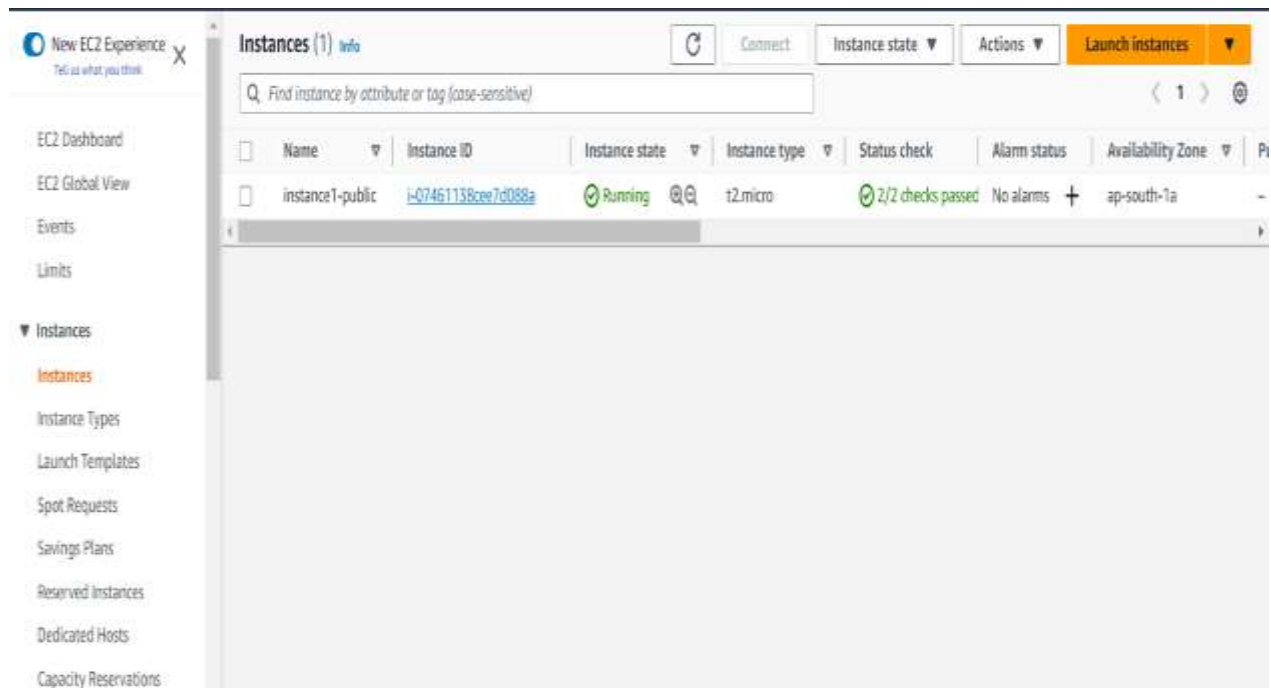 New EC2 Experience X
Tell us what you think
EC2 Dashboard
EC2 Global View
Events
Limits
Instances
Instances
Instance Types
Launch Templates
Spot Requests
Savings Plans
Reserved Instances
Dedicated Hosts
Capacity Reservations
Instances (1) Info
Connect
Instance state
Actions
Launch instances
Find instance by attribute or tag (case-sensitive)
1
Name Instance ID Instance state Instance type Status check Alarm status Availability Zone
instance1-public i-07461138cee7d088a Running t2.micro 2/2 checks passed No alarms + ap-south-1a –